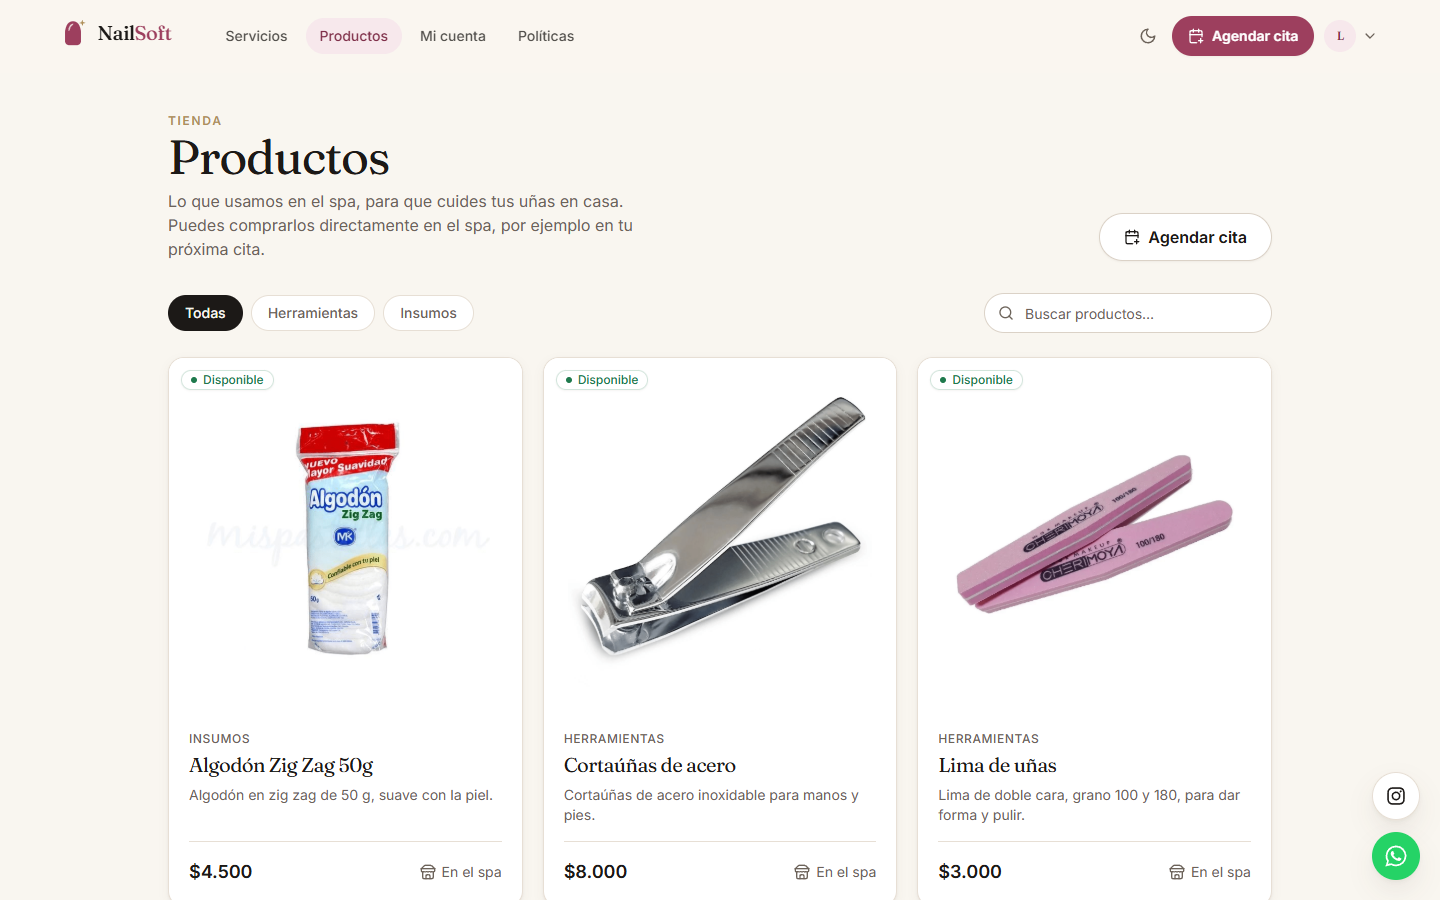 NailSoft
Servicios
Productos
Mi cuenta
Políticas
Agendar cita
L
TIENDA
Productos
Lo que usamos en el spa, para que cuides tus uñas en casa.
Puedes comprarlos directamente en el spa, por ejemplo en tu
próxima cita.
Agendar cita
Todas
Herramientas
Insumos
Buscar productos...
Disponible
NUEVO
Mayor Suavidad
Algodón
Zig Zag
MK
Confiable con tu piel
50g
INSUMOS
Algodón Zig Zag 50g
Algodón en zig zag de 50 g, suave con la piel.
$4.500
En el spa
Disponible
HERRAMIENTAS
Cortaúñas de acero
Cortaúñas de acero inoxidable para manos y
pies.
$8.000
En el spa
Disponible
100/180
CHERIMOYA
MAKEUP
CHERIMOYA
100/180
HERRAMIENTAS
Lima de uñas
Lima de doble cara, grano 100 y 180, para dar
forma y pulir.
$3.000
En el spa